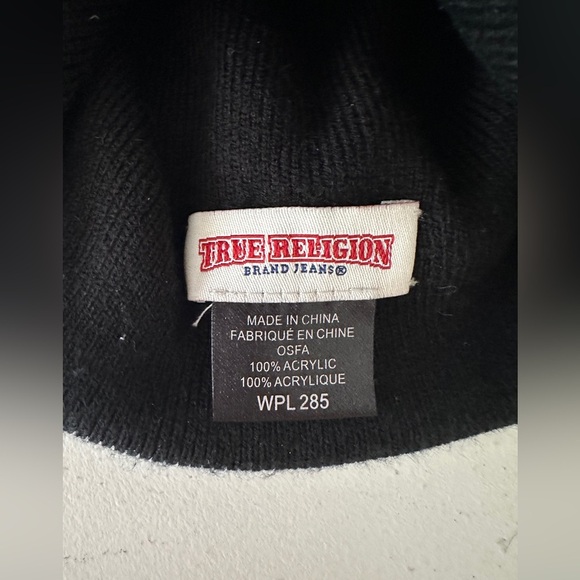 TRUE RELIGION
BRAND JEANS®
MADE IN CHINA
FABRIQUÉ EN CHINE
OSFA
100% ACRYLIC
100% ACRYLIQUE
WPL 285